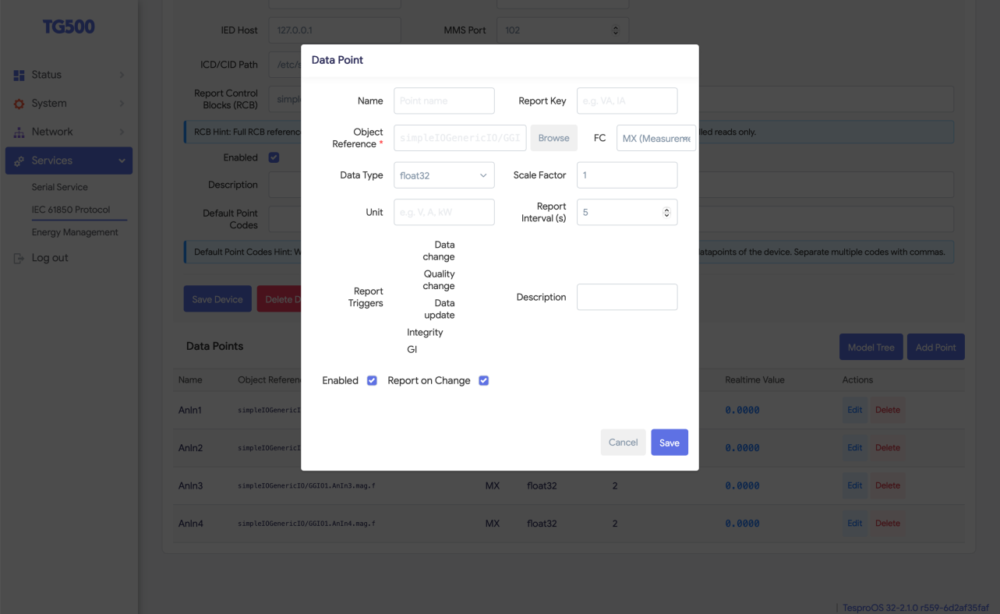 TG500
Status
System
Network
Services
Serial Service
IEC 61850 Protocol
Energy Management
Log out
IED Host 127.0.0.1 MMS Port 102
ICD/CID Path /etc/s
Report Control
Blocks (RCB) simpl
RCB Hint: Full RCB reference
lled reads only.
Enabled
Description
Default Point
Codes
Default Point Codes Hint: W
atapoints of the device. Separate multiple codes with commas.
Save Device Delete D
Data Point
Name Point name Report Key e.g. VA, IA
Object
Reference * simpleIOGenericIO/GGI Browse FC MX (Measureme
Data Type float32 Scale Factor 1
Unit e.g. V, A, kW Report
Interval (s) 5
Report
Triggers
Data
change
Quality
change
Data
update
Integrity
GI
Description
Enabled Report on Change
Cancel Save
Data Points Model Tree Add Point
Name Object Referen Realtime Value Actions
AnIn1 simpleIOGenericI 0.0000 Edit Delete
AnIn2 simpleIOGenericI 0.0000 Edit Delete
AnIn3 simpleIOGenericIO/GGIO1.AnIn3.mag.f MX float32 2 0.0000 Edit Delete
AnIn4 simpleIOGenericIO/GGIO1.AnIn4.mag.f MX float32 2 0.0000 Edit Delete
| TesproOS 32-2.1.0 r559-6d2af35faf